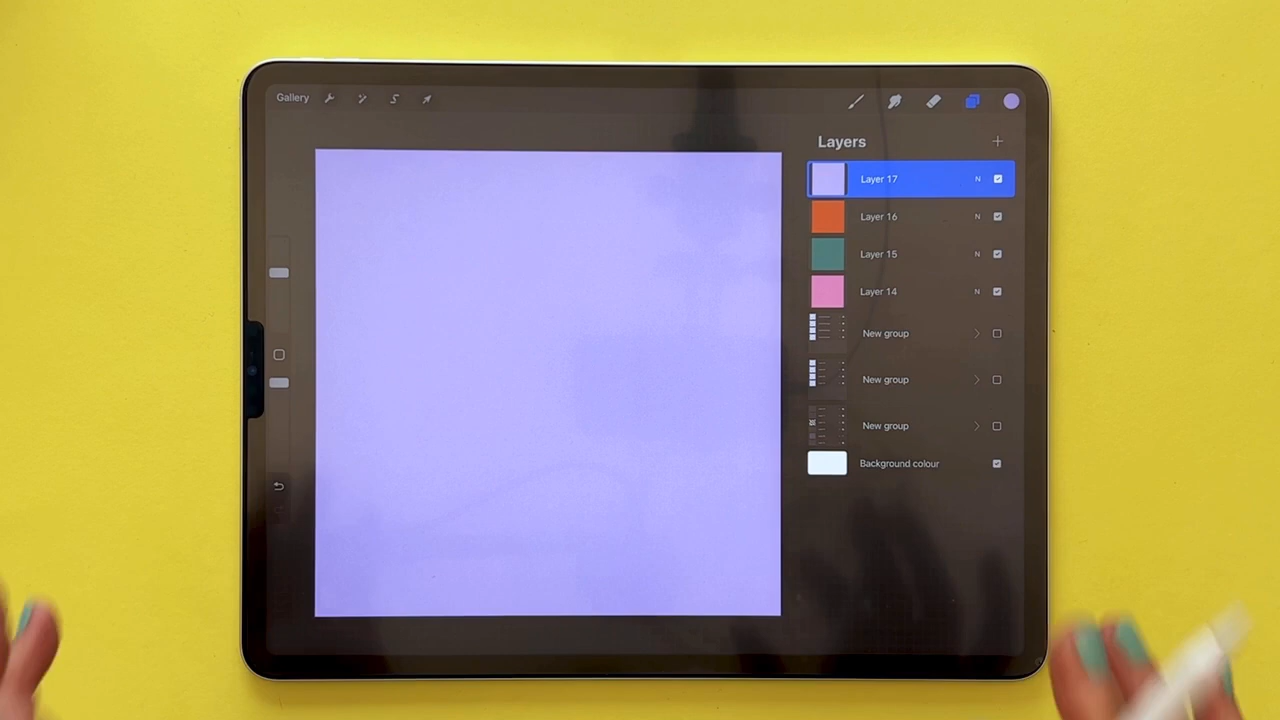 Gallery
Layers
Layer 17 N
Layer 16 N
Layer 15 N
Layer 14 N
New group
New group
New group
Background colour